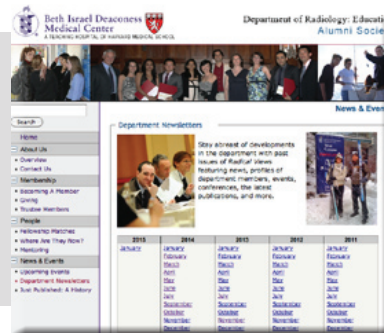 Beth Israel Deaconess
Medical Center
A TEACHING HOSPITAL OF HARVARD MEDICAL SCHOOL
Department of Radiology: Educati
Alumni Socie
News & Even
Search
Home
About Us
Overview
Contact Us
Membership
Becoming A Member
Giving
Trustee Members
People
Fellowship Matches
Where Are They Now?
Mentoring
News & Events
Upcoming Events
Department Newsletters
Just Published: A History
Department Newsletters
Stay abreast of developments
in the department with past
issues of Radical Views
featuring news, profiles of
department members, events,
conferences, the latest
publications, and more.
2015 2014 2013 2012 2011
January January January January January
February February February February
March March March March
April April April April
May May May May
June June June June
July July July July
September September September September
October October October October
November November November November
December December December December